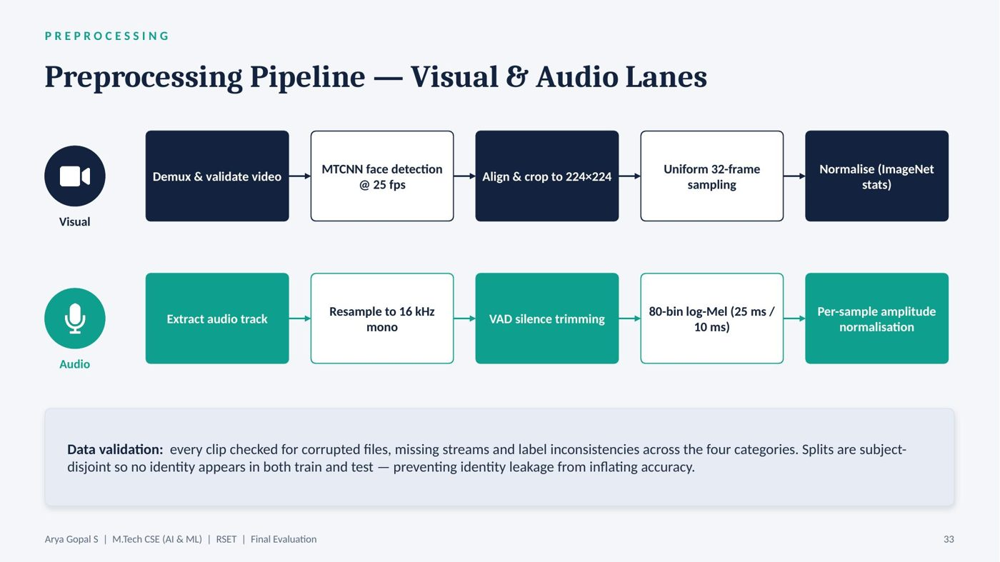 PREPROCESSING
Preprocessing Pipeline — Visual & Audio Lanes
Demux & validate video
MTCNN face detection
@ 25 fps
Align & crop to 224×224
Uniform 32-frame
sampling
Normalise (ImageNet
stats)
Visual
Extract audio track
Resample to 16 kHz
mono
VAD silence trimming
80-bin log-Mel (25 ms /
10 ms)
Per-sample amplitude
normalisation
Audio
Data validation: every clip checked for corrupted files, missing streams and label inconsistencies across the four categories. Splits are subject-
disjoint so no identity appears in both train and test — preventing identity leakage from inflating accuracy.
Arya Gopal S | M.Tech CSE (AI & ML) | RSET | Final Evaluation
33